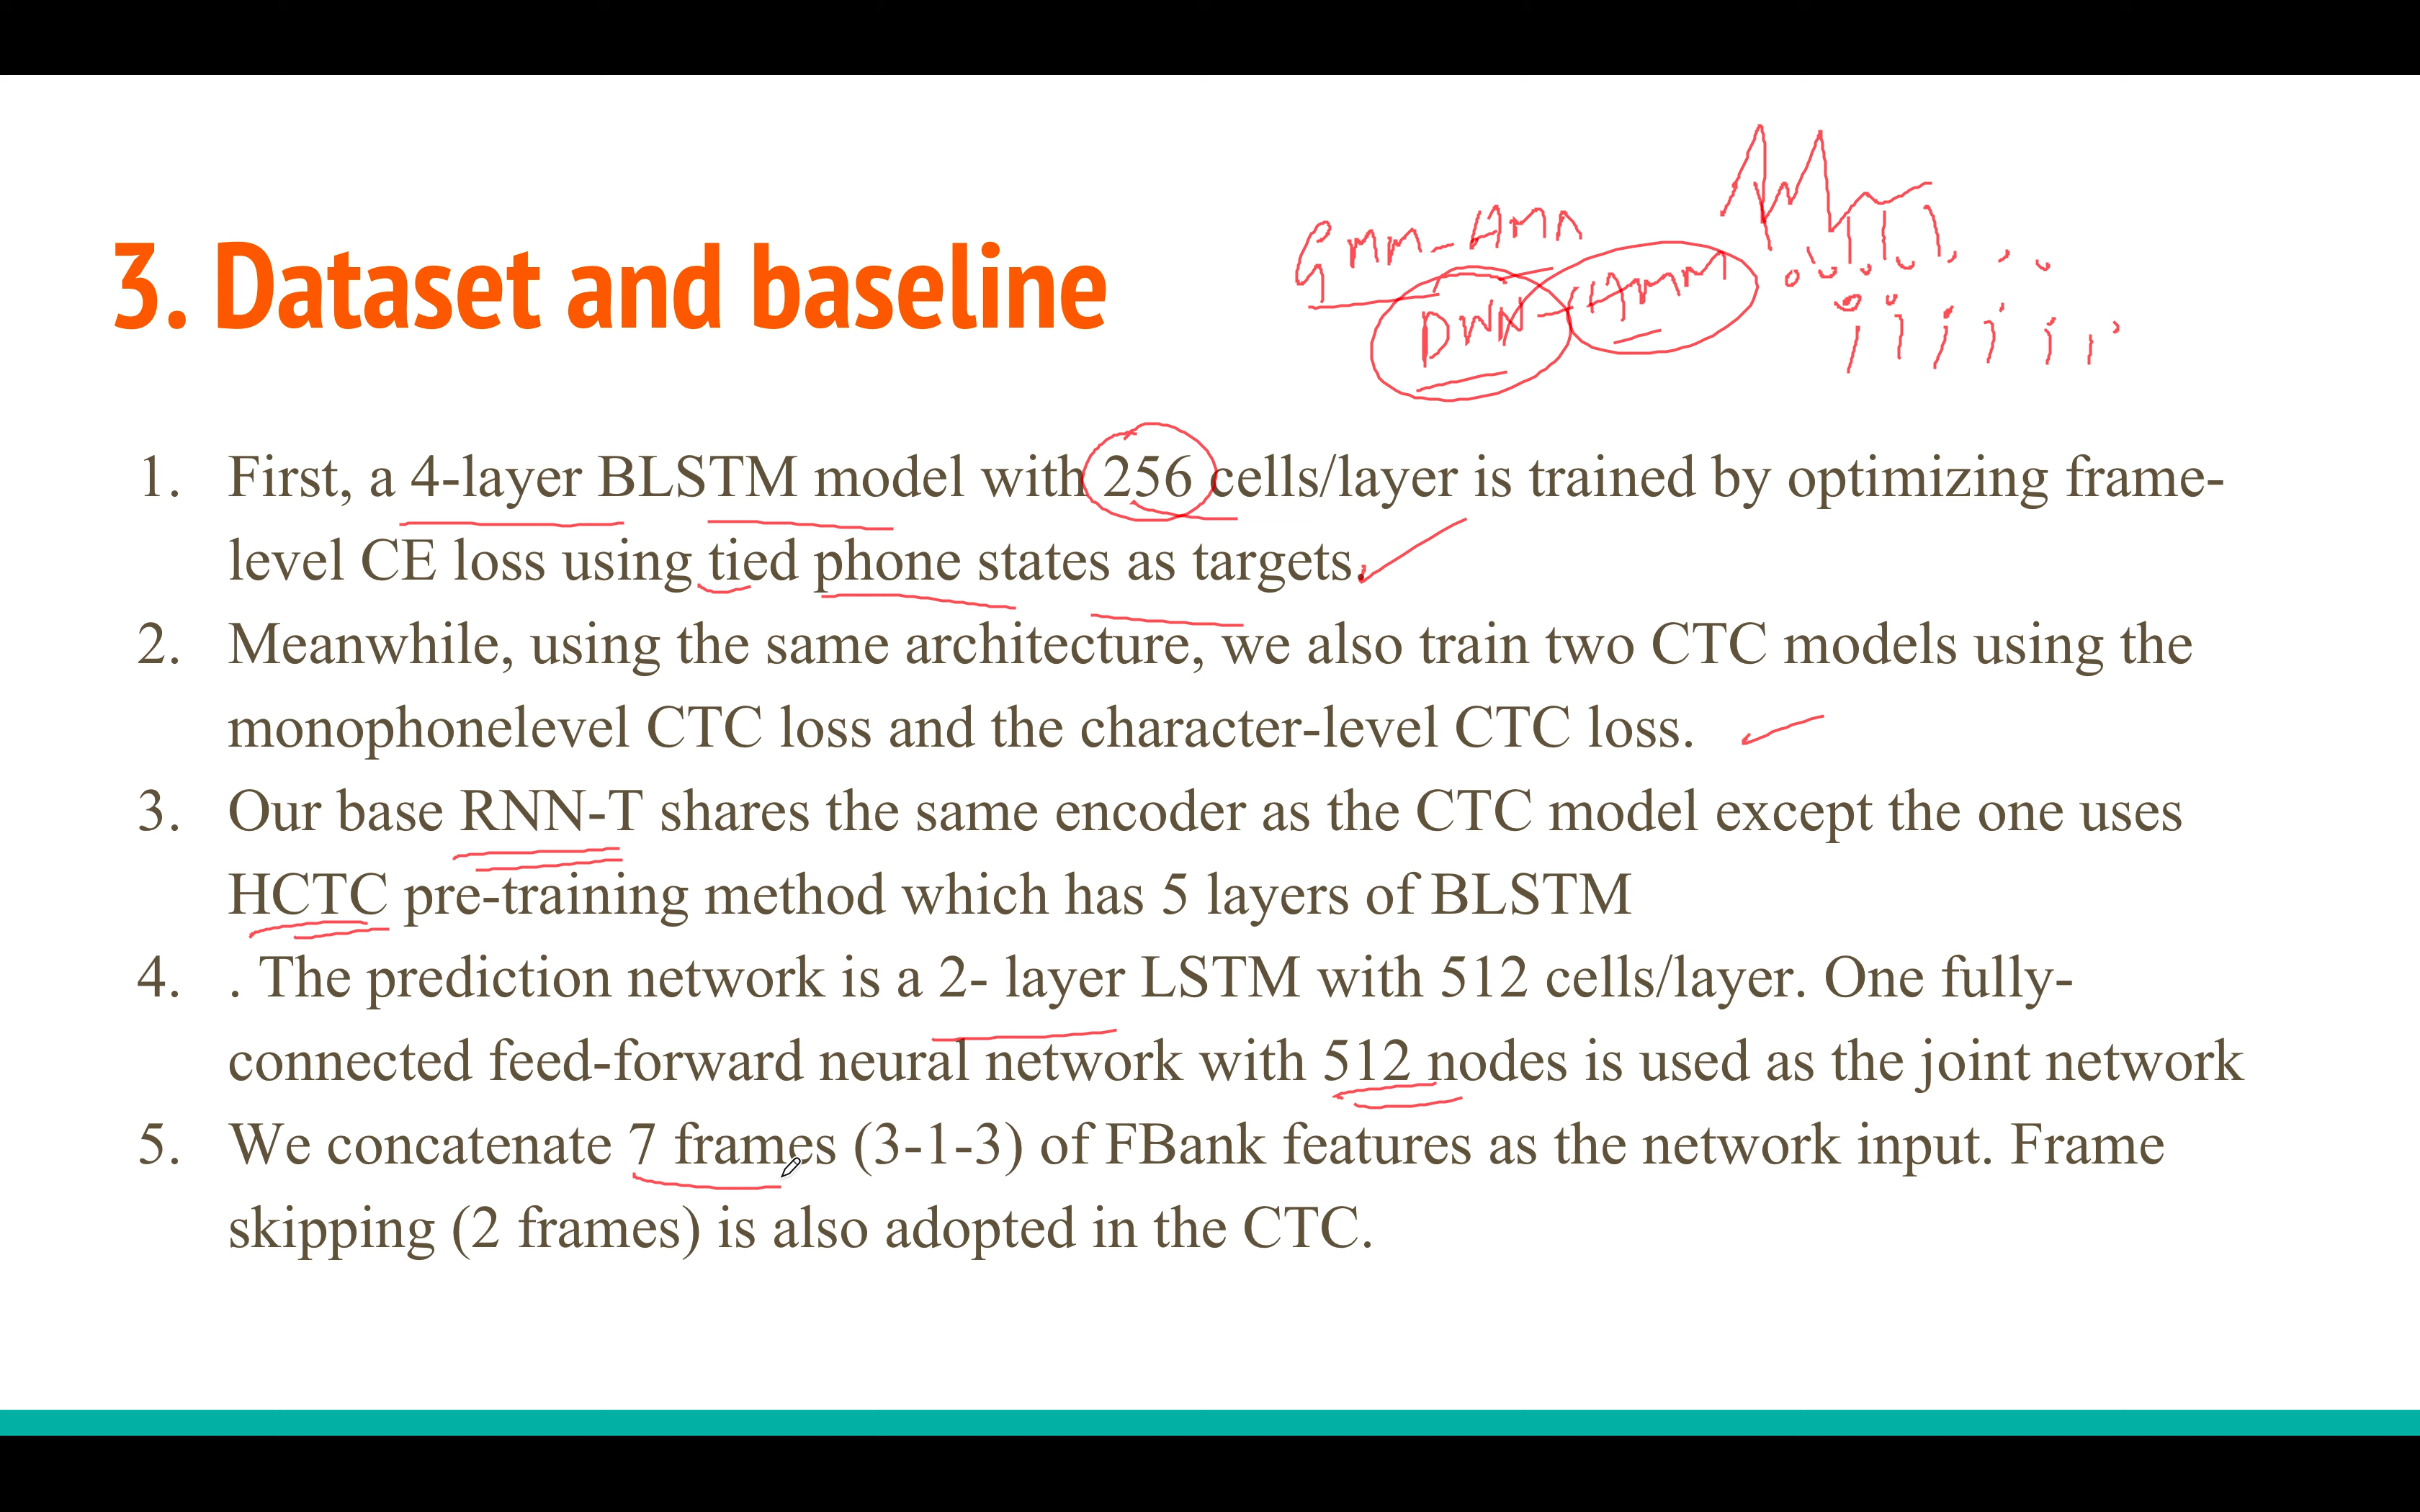 3. Dataset and baseline
GMM-HMM
DNN-HMM
1. First, a 4-layer BLSTM model with 256 cells/layer is trained by optimizing frame-
level CE loss using tied phone states as targets.
2. Meanwhile, using the same architecture, we also train two CTC models using the
monophonelevel CTC loss and the character-level CTC loss.
3. Our base RNN-T shares the same encoder as the CTC model except the one uses
HCTC pre-training method which has 5 layers of BLSTM
4. . The prediction network is a 2- layer LSTM with 512 cells/layer. One fully-
connected feed-forward neural network with 512 nodes is used as the joint network
5. We concatenate 7 frames (3-1-3) of FBank features as the network input. Frame
skipping (2 frames) is also adopted in the CTC.